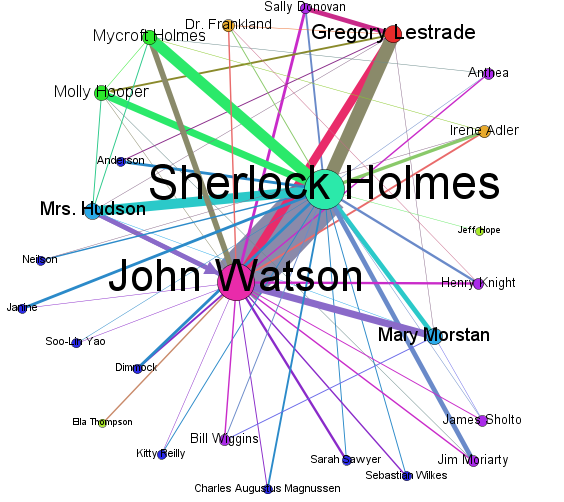 Sally Donovan
Dr. Frankland
Gregory Lestrade
Mycroft Holmes
Anthea
Molly Hooper
Irene Adler
Anderson
Sherlock Holmes
Mrs. Hudson
Jeff Hope
Neilson
John Watson
Henry Knight
Janine
Mary Morstan
Soo-Lin Yao
Dimmock
Ella Thompson
James Sholto
Bill Wiggins
Kitty Reilly
Sarah Sawyer
Jim Moriarty
Sebastian Wilkes
Charles Augustus Magnussen